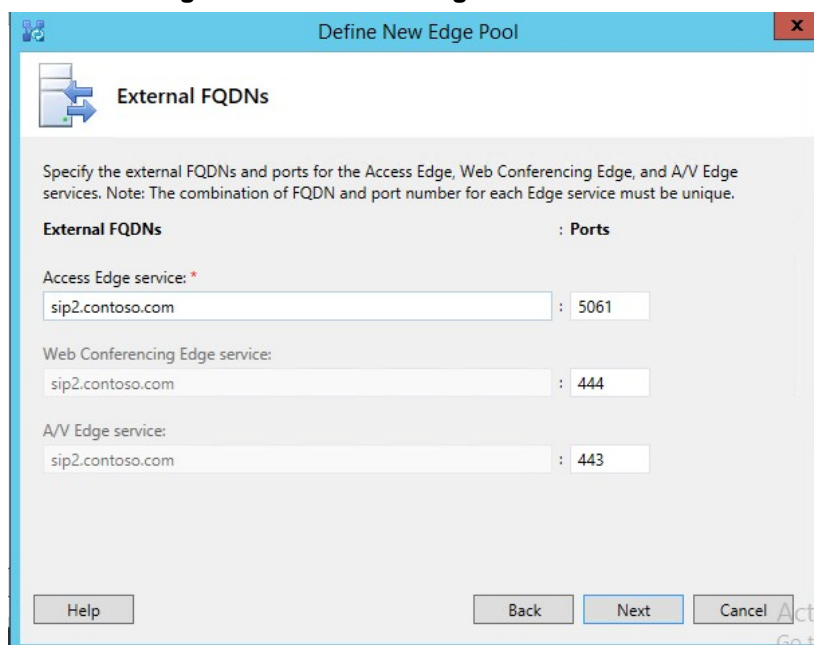 Define New Edge Pool
x
External FQDNs
Specify the external FQDNs and ports for the Access Edge, Web Conferencing Edge, and A/V Edge
services. Note: The combination of FQDN and port number for each Edge service must be unique.
External FQDNs : Ports
Access Edge service: *
sip2.contoso.com : 5061
Web Conferencing Edge service:
sip2.contoso.com : 444
A/V Edge service:
sip2.contoso.com : 443
Help Back Next Cancel Act